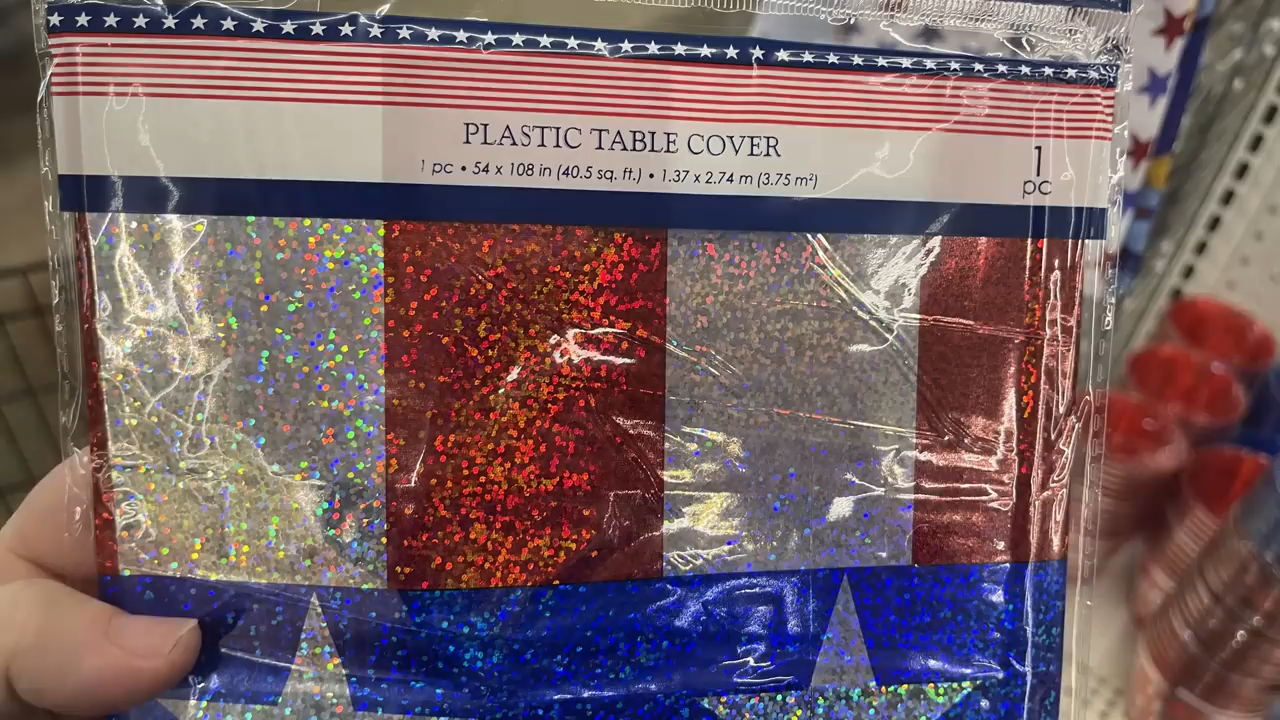 PLASTIC TABLE COVER
1 pc • 54 x 108 in (40.5 sq. ft.) • 1.37 x 2.74 m (3.75 m²)
1
pc